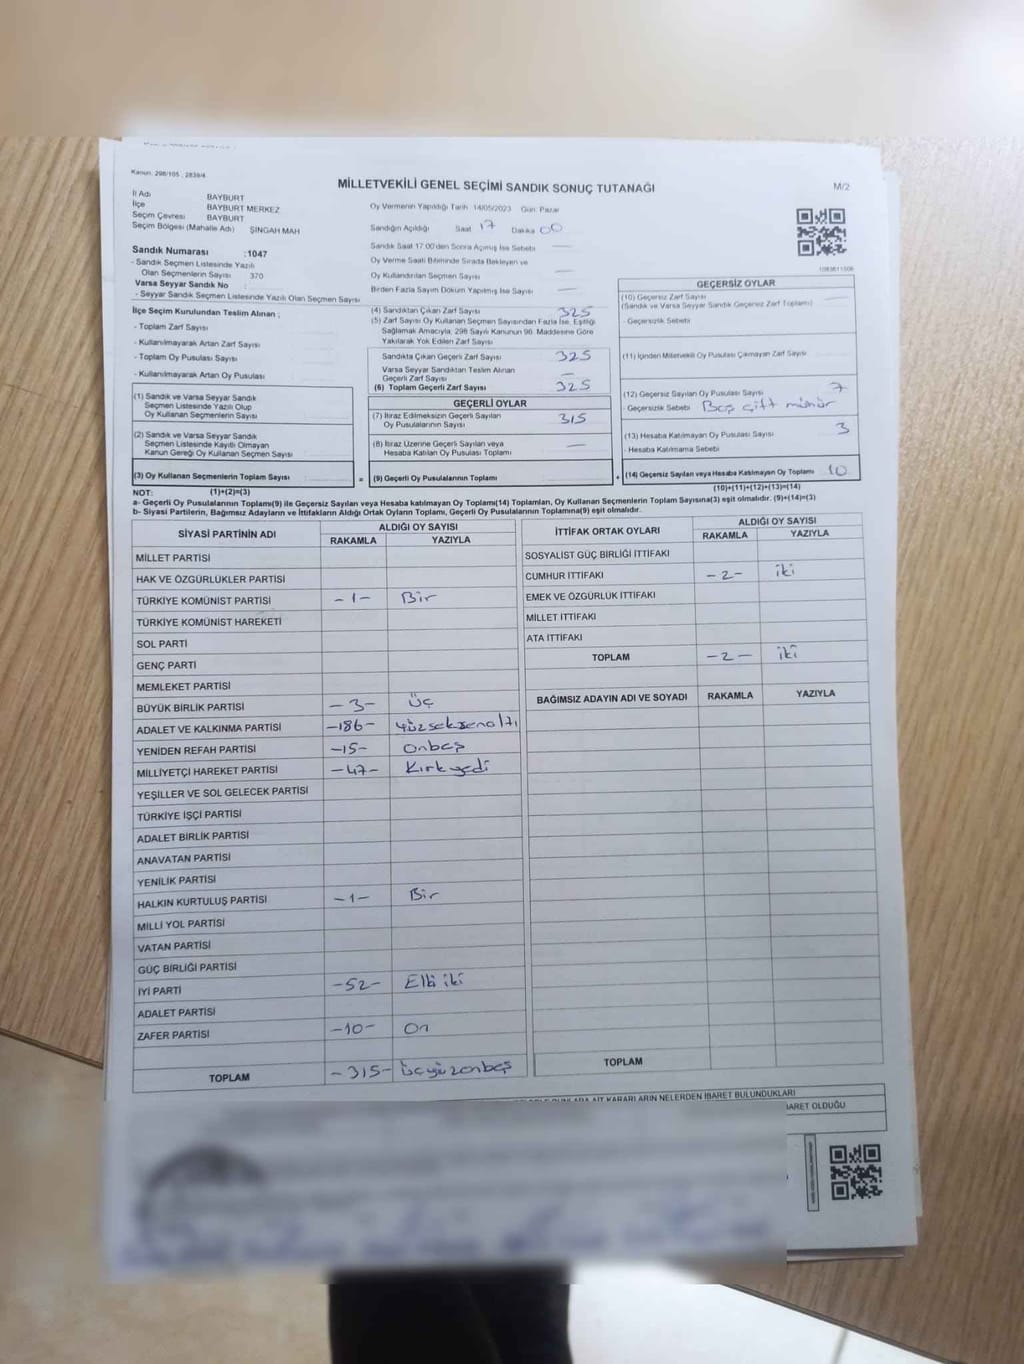 Kanun: 298/105 , 2839/4
MİLLETVEKİLİ GENEL SEÇİMİ SANDIK SONUÇ TUTANAĞI
M/2
İl Adı BAYBURT
İlçe BAYBURT MERKEZ
Seçim Çevresi BAYBURT
Seçim Bölgesi (Mahalle Adı) ŞİNGAH MAH
Oy Vermenin Yapıldığı Tarih 14/05/2023 Gün: Pazar
Sandığın Açıldığı Saat 17 Dakika 00
Sandık Saat 17:00'den Sonra Açılmış İse Sebebi
Oy Verme Saati Bitiminde Sırada Bekleyen ve
Oy Kullandırılan Seçmen Sayısı
Birden Fazla Sayım Döküm Yapılmış İse Sayısı
Sandık Numarası :1047
- Sandık Seçmen Listesinde Yazılı
Olan Seçmenlerin Sayısı 370
Varsa Seyyar Sandık No
- Seyyar Sandık Seçmen Listesinde Yazılı Olan Seçmen Sayısı
İlçe Seçim Kurulundan Teslim Alınan ;
- Toplam Zarf Sayısı :
- Kullanılmayarak Artan Zarf Sayısı :
- Toplam Oy Pusulası Sayısı :
- Kullanılmayarak Artan Oy Pusulası
(1) Sandık ve Varsa Seyyar Sandık
Seçmen Listesinde Yazılı Olup
Oy Kullanan Seçmenlerin Sayısı
(2) Sandık ve Varsa Seyyar Sandık
Seçmen Listesinde Kayıtlı Olmayan
Kanun Gereği Oy Kullanan Seçmen Sayısı
(3) Oy Kullanan Seçmenlerin Toplam Sayısı
(4) Sandıktan Çıkan Zarf Sayısı 325
(5) Zarf Sayısı Oy Kullanan Seçmen Sayısından Fazla İse, Eşitliği
Sağlamak Amacıyla, 298 Sayılı Kanunun 96. Maddesine Göre
Yakılarak Yok Edilen Zarf Sayısı
Sandıkta Çıkan Geçerli Zarf Sayısı 325
Varsa Seyyar Sandıktan Teslim Alınan
Geçerli Zarf Sayısı —
(6) Toplam Geçerli Zarf Sayısı 325
GEÇERLİ OYLAR
(7) İtiraz Edilmeksizin Geçerli Sayılan
Oy Pusulalarının Sayısı 315
(8) İtiraz Üzerine Geçerli Sayılan veya
Hesaba Katılan Oy Pusulası Toplamı —
= (9) Geçerli Oy Pusulalarının Toplamı +
GEÇERSİZ OYLAR
(10) Geçersiz Zarf Sayısı
(Sandık ve Varsa Seyyar Sandık Geçersiz Zarf Toplamı)
- Geçersizlik Sebebi
(11) İçinden Milletvekili Oy Pusulası Çıkmayan Zarf Sayısı
(12) Geçersiz Sayılan Oy Pusulası Sayısı 7
- Geçersizlik Sebebi Boş çift mühür
(13) Hesaba Katılmayan Oy Pusulası Sayısı 3
- Hesaba Katılmama Sebebi
(14) Geçersiz Sayılan veya Hesaba Katılmayan Oy Toplamı 10
NOT: (1)+(2)=(3) (10)+(11)+(12)+(13)=(14)
a- Geçerli Oy Pusulalarının Toplamı(9) ile Geçersiz Sayılan veya Hesaba katılmayan Oy Toplamı(14) Toplamları, Oy Kullanan Seçmenlerin Toplam Sayısına(3) eşit olmalıdır. (9)+(14)=(3)
b- Siyasi Partilerin, Bağımsız Adayların ve İttifakların Aldığı Ortak Oyların Toplamı, Geçerli Oy Pusulalarının Toplamına(9) eşit olmalıdır.
SİYASİ PARTİNİN ADI ALDIĞI OY SAYISI
RAKAMLA YAZIYLA
MİLLET PARTİSİ
HAK VE ÖZGÜRLÜKLER PARTİSİ
TÜRKİYE KOMÜNİST PARTİSİ -1- Bir
TÜRKİYE KOMÜNİST HAREKETİ
SOL PARTİ
GENÇ PARTİ
MEMLEKET PARTİSİ
BÜYÜK BİRLİK PARTİSİ -3- Üç
ADALET VE KALKINMA PARTİSİ -186- yüzseksenaltı
YENİDEN REFAH PARTİSİ -15- onbeş
MİLLİYETÇİ HAREKET PARTİSİ -47- Kırkyedi
YEŞİLLER VE SOL GELECEK PARTİSİ
TÜRKİYE İŞÇİ PARTİSİ
ADALET BİRLİK PARTİSİ
ANAVATAN PARTİSİ
YENİLİK PARTİSİ
HALKIN KURTULUŞ PARTİSİ -1- Bir
MİLLİ YOL PARTİSİ
VATAN PARTİSİ
GÜÇ BİRLİĞİ PARTİSİ
İYİ PARTİ -52- Elli iki
ADALET PARTİSİ
ZAFER PARTİSİ -10- On
TOPLAM -315- üçyüzonbeş
İTTİFAK ORTAK OYLARI ALDIĞI OY SAYISI
RAKAMLA YAZIYLA
SOSYALİST GÜÇ BİRLİĞİ İTTİFAKI
CUMHUR İTTİFAKI -2- iki
EMEK VE ÖZGÜRLÜK İTTİFAKI
MİLLET İTTİFAKI
ATA İTTİFAKI
TOPLAM -2- iki
BAĞIMSIZ ADAYIN ADI VE SOYADI RAKAMLA YAZIYLA
TOPLAM
AİT KARARLARIN NELERDEN İBARET BULUNDUKLARI
İBARET OLDUĞU